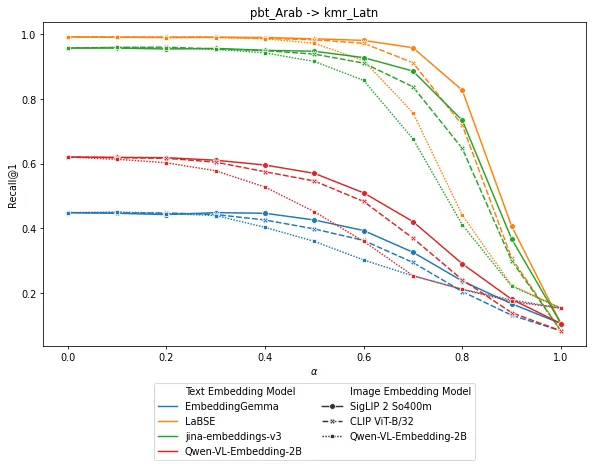 pbt_Arab -> kmr_Latn
Recall@1
1.0
0.8
0.6
0.4
0.2
0.0 0.2 0.4 0.6 0.8 1.0
α
Text Embedding Model Image Embedding Model
EmbeddingGemma SigLIP 2 So400m
LaBSE CLIP ViT-B/32
jina-embeddings-v3 Qwen-VL-Embedding-2B
Qwen-VL-Embedding-2B